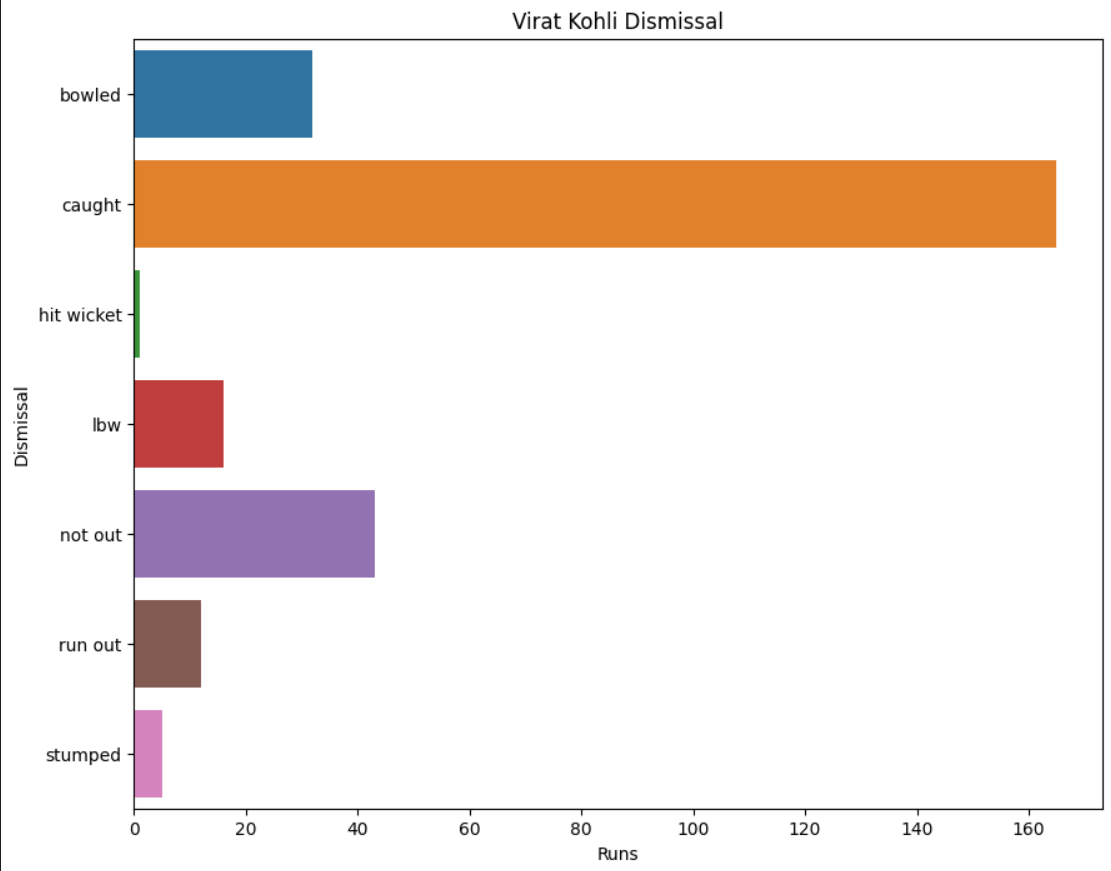 Virat Kohli Dismissal
bowled
caught
hit wicket
lbw
not out
run out
stumped
Dismissal
0 20 40 60 80 100 120 140 160
Runs